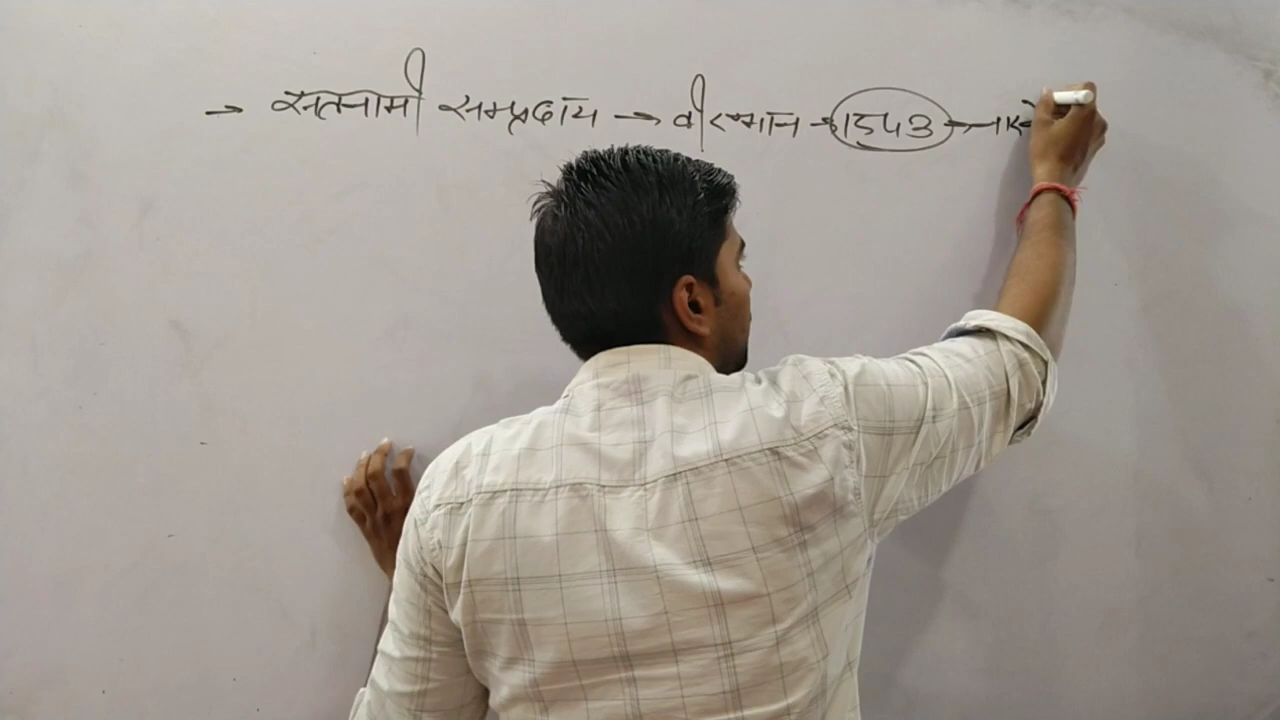 → सतनामी सम्प्रदाय → वीरभान → 1543 →